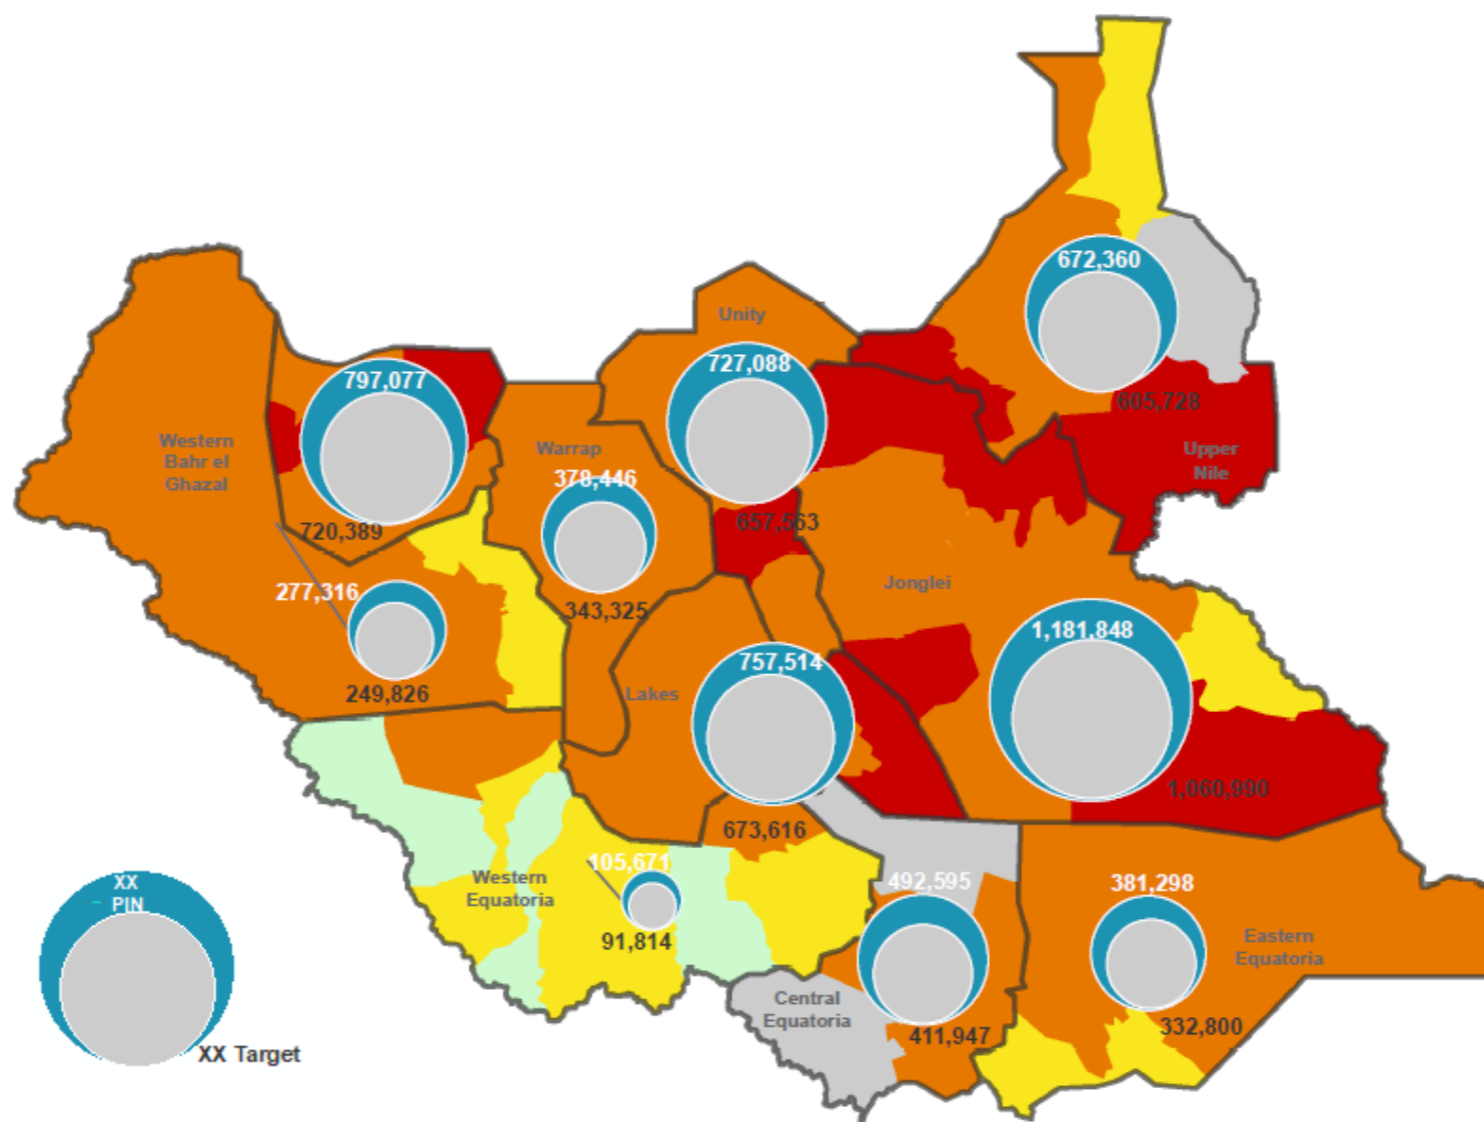 672,360
605,728
Upper
Nile
Unity
727,088
657,563
797,077
720,389
Western
Bahr el
Ghazal
Warrap
378,446
343,325
277,316
249,826
Jonglei
1,181,848
1,060,990
Lakes
757,514
673,616
Western
Equatoria
105,671
91,814
492,595
411,947
Central
Equatoria
381,298
332,800
Eastern
Equatoria
XX
PIN
XX Target